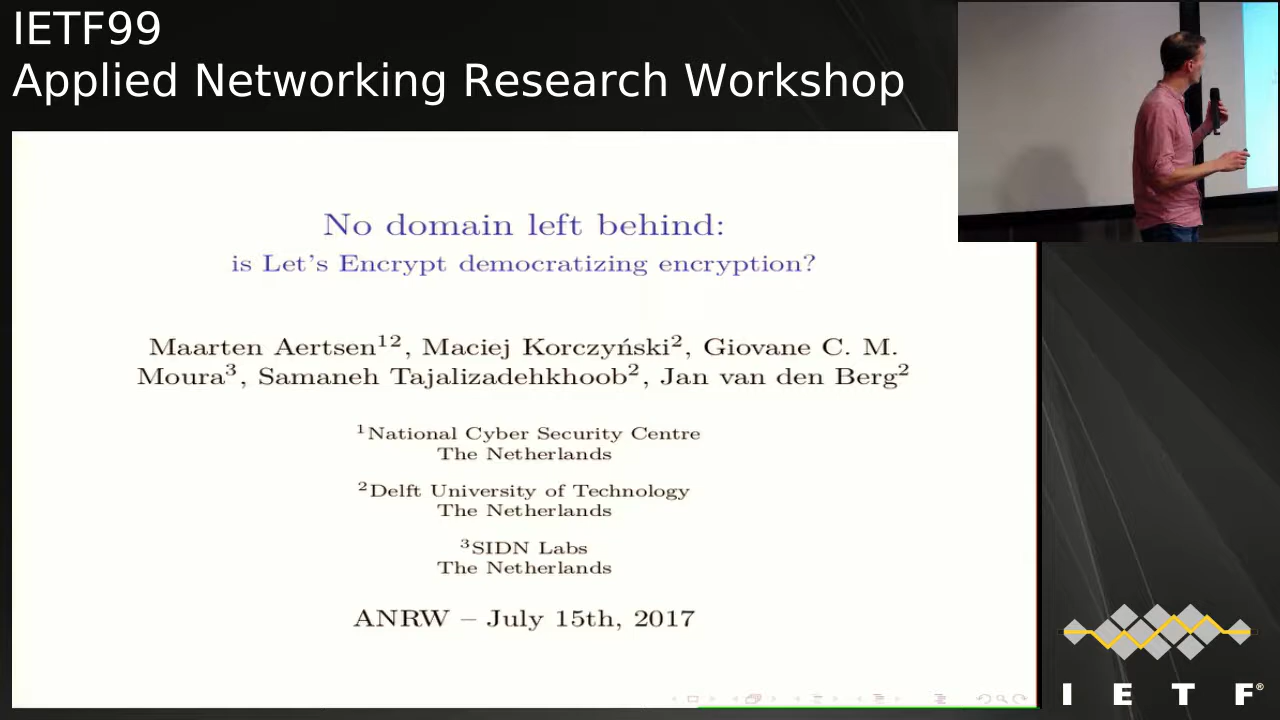 IETF99
Applied Networking Research Workshop
No domain left behind:
is Let's Encrypt democratizing encryption?
Maarten Aertsen¹², Maciej Korczyński², Giovane C. M.
Moura³, Samaneh Tajalizadehkhoob², Jan van den Berg²
¹National Cyber Security Centre
The Netherlands
²Delft University of Technology
The Netherlands
³SIDN Labs
The Netherlands
ANRW – July 15th, 2017
I E T F®